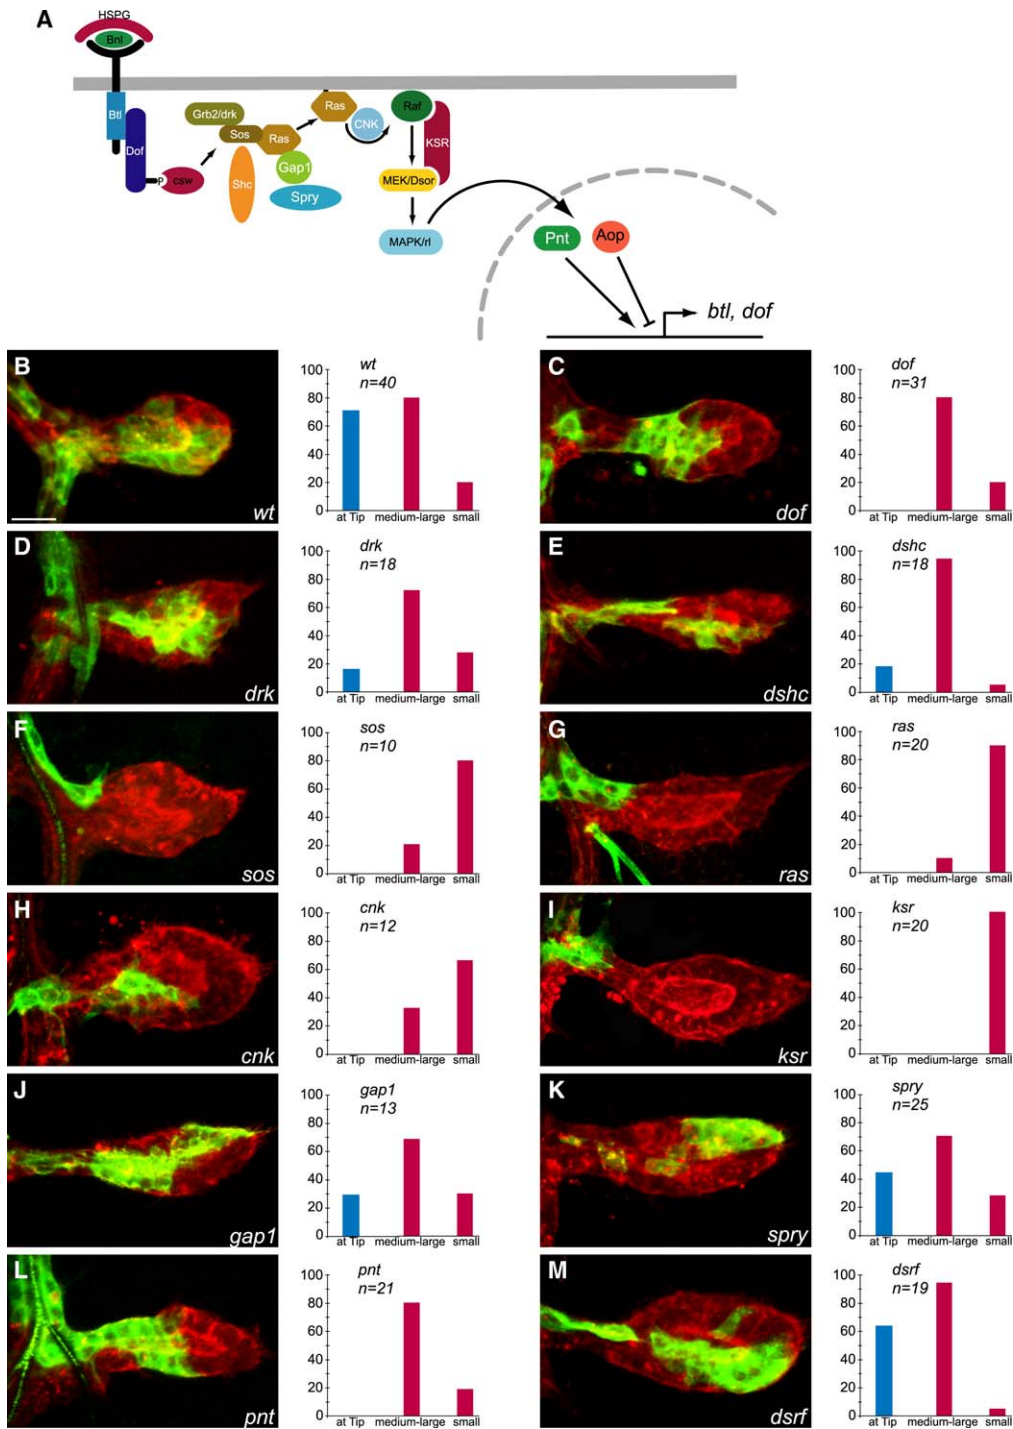 A
HSPG
Bnl
Btl
Dof
P
csw
Grb2/drk
Sos
Ras
Shc
Gap1
Spry
Ras
CNK
Raf
KSR
MEK/Dsor
MAPK/rl
Pnt
Aop
btl, dof
B
wt
100
80
60
40
20
0
wt
n=40
at Tip medium-large small
C
dof
100
80
60
40
20
0
dof
n=31
at Tip medium-large small
D
drk
100
80
60
40
20
0
drk
n=18
at Tip medium-large small
E
dshc
100
80
60
40
20
0
dshc
n=18
at Tip medium-large small
F
sos
100
80
60
40
20
0
sos
n=10
at Tip medium-large small
G
ras
100
80
60
40
20
0
ras
n=20
at Tip medium-large small
H
cnk
100
80
60
40
20
0
cnk
n=12
at Tip medium-large small
I
ksr
100
80
60
40
20
0
ksr
n=20
at Tip medium-large small
J
gap1
100
80
60
40
20
0
gap1
n=13
at Tip medium-large small
K
spry
100
80
60
40
20
0
spry
n=25
at Tip medium-large small
L
pnt
100
80
60
40
20
0
pnt
n=21
at Tip medium-large small
M
dsrf
100
80
60
40
20
0
dsrf
n=19
at Tip medium-large small